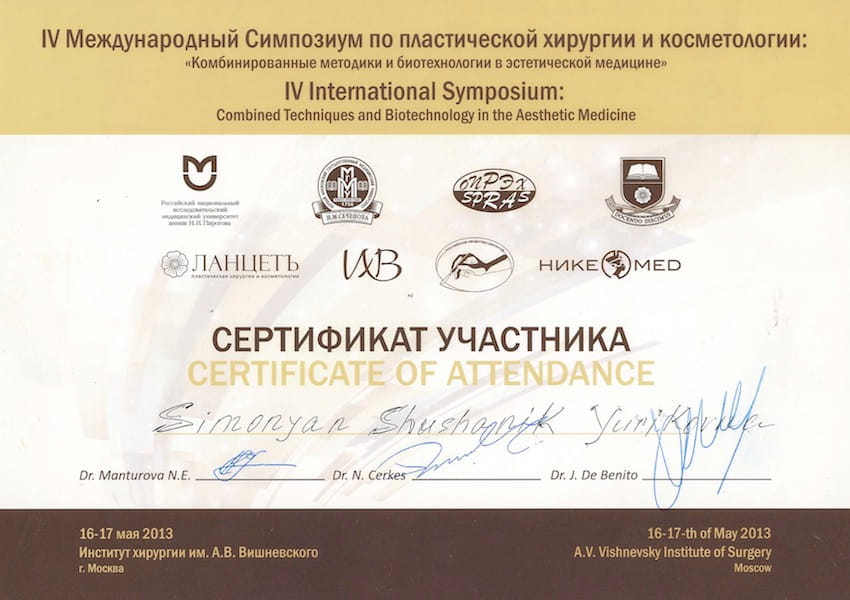 IV Международный Симпозиум по пластической хирургии и косметологии:
«Комбинированные методики и биотехнологии в эстетической медицине»
IV International Symposium:
Combined Techniques and Biotechnology in the Aesthetic Medicine
Российский национальный
исследовательский
медицинский университет
имени Н.И. Пирогова
И.М.СЕЧЕНОВА
1758
ОПРЭХ
SPRAS
DOCENDO DISCIMUS
ЛАНЦЕТЪ
пластическая хирургия и косметология
ИХВ
НИКЕ MED
СЕРТИФИКАТ УЧАСТНИКА
CERTIFICATE OF ATTENDANCE
Simonyan Shushanik Yurikovna
Dr. Manturova N.E.
Dr. N. Cerkes
Dr. J. De Benito
16-17 мая 2013
Институт хирургии им. А.В. Вишневского
г. Москва
16-17-th of May 2013
A.V. Vishnevsky Institute of Surgery
Moscow